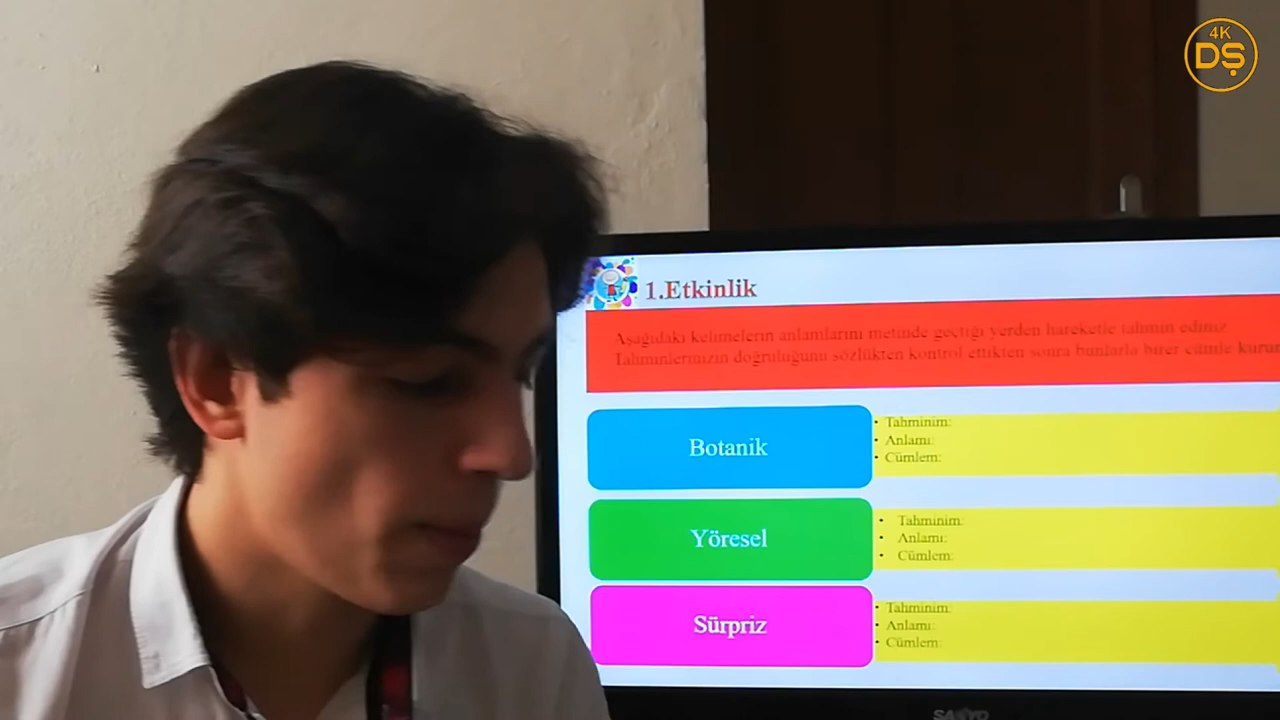 4K
DŞ
1.Etkinlik
Aşağıdaki kelimelerin anlamlarını metinde geçtiği yerden hareketle tahmin ediniz
Tahminlerinizin doğruluğunu sözlükten kontrol ettikten sonra bunlarla birer cümle kurun
Botanik
• Tahminim:
• Anlamı:
• Cümlem:
Yöresel
• Tahminim:
• Anlamı:
• Cümlem:
Sürpriz
• Tahminim:
• Anlamı:
• Cümlem:
SANYO